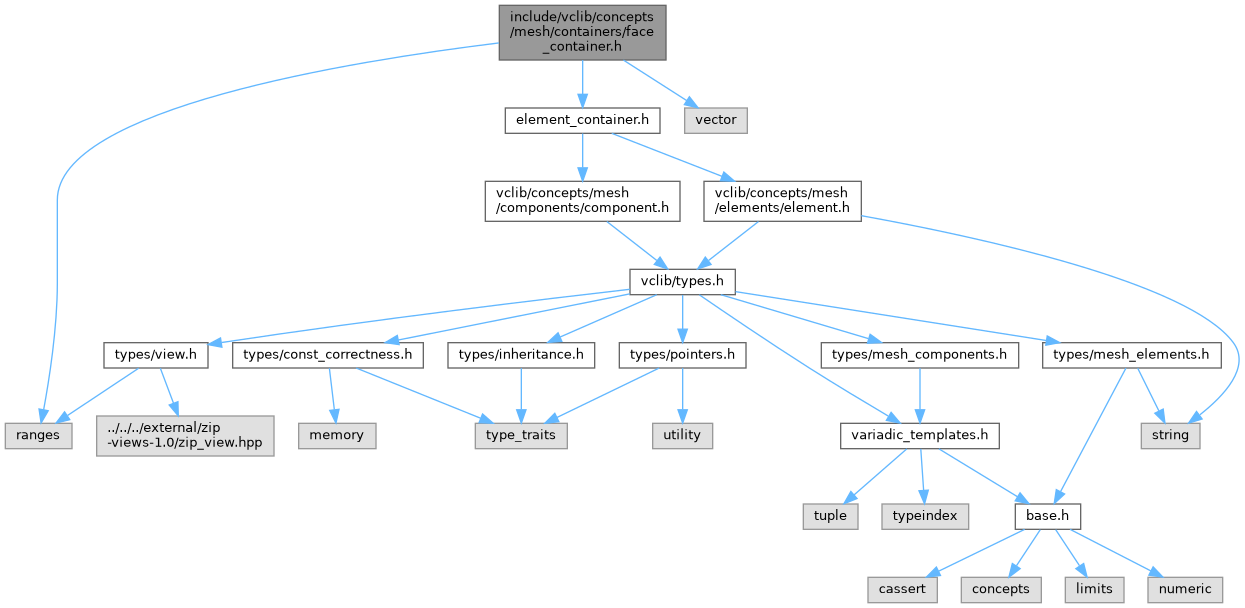 include/vclib/concepts
/mesh/containers/face
_container.h
element_container.h
vector
vclib/concepts/mesh
/components/component.h
vclib/concepts/mesh
/elements/element.h
vclib/types.h
types/view.h
types/const_correctness.h
types/inheritance.h
types/pointers.h
types/mesh_components.h
types/mesh_elements.h
ranges
../../../external/zip
-views-1.0/zip_view.hpp
memory
type_traits
utility
variadic_templates.h
string
tuple
typeindex
base.h
cassert
concepts
limits
numeric